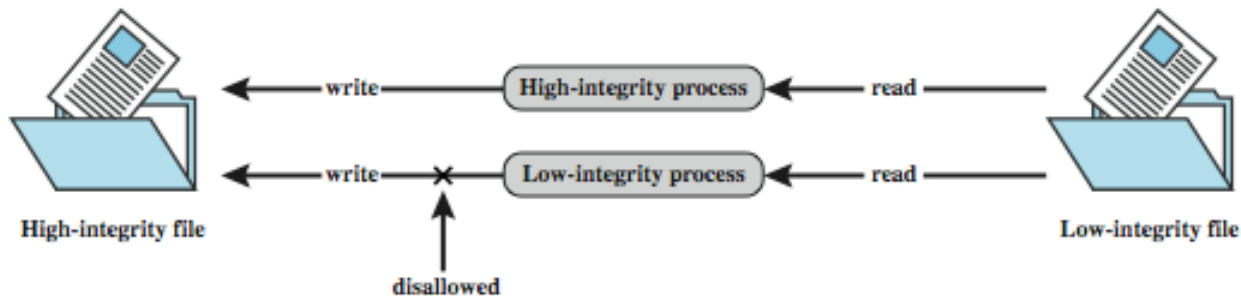 write
High-integrity process
read
write
Low-integrity process
read
High-integrity file
Low-integrity file
disallowed